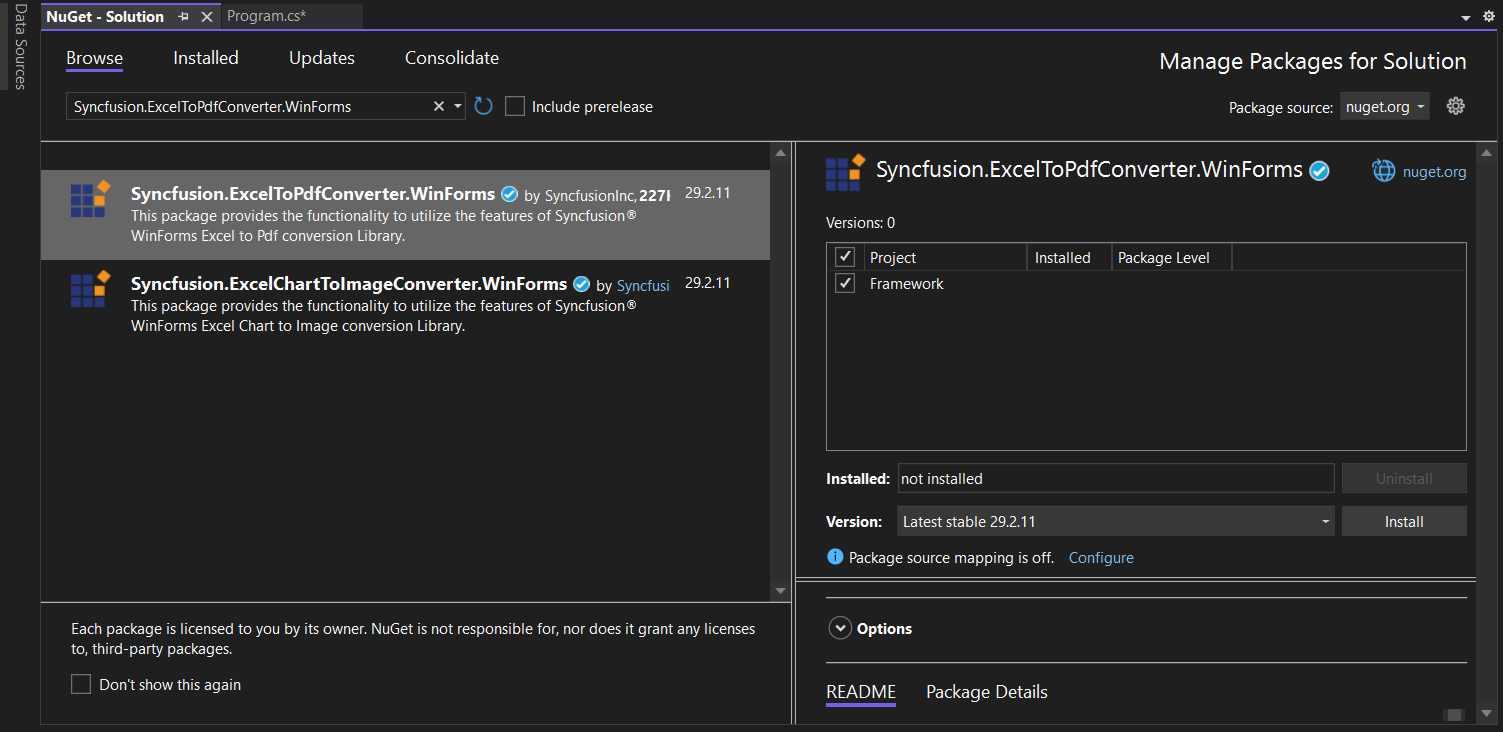 Data Sources
NuGet - Solution
Program.cs*
Browse Installed Updates Consolidate
Manage Packages for Solution
Syncfusion.ExcelToPdfConverter.WinForms
Include prerelease
Package source: nuget.org
Syncfusion.ExcelToPdfConverter.WinForms by SyncfusionInc, 227 29.2.11
This package provides the functionality to utilize the features of Syncfusion®
WinForms Excel to Pdf conversion Library.
Syncfusion.ExcelChartToImageConverter.WinForms by Syncfusi 29.2.11
This package provides the functionality to utilize the features of Syncfusion®
WinForms Excel Chart to Image conversion Library.
Each package is licensed to you by its owner. NuGet is not responsible for, nor does it grant any licenses
to, third-party packages.
Don't show this again
Syncfusion.ExcelToPdfConverter.WinForms nuget.org
Versions: 0
Project Installed Package Level
Framework
Installed: not installed Uninstall
Version: Latest stable 29.2.11 Install
Package source mapping is off. Configure
Options
README Package Details